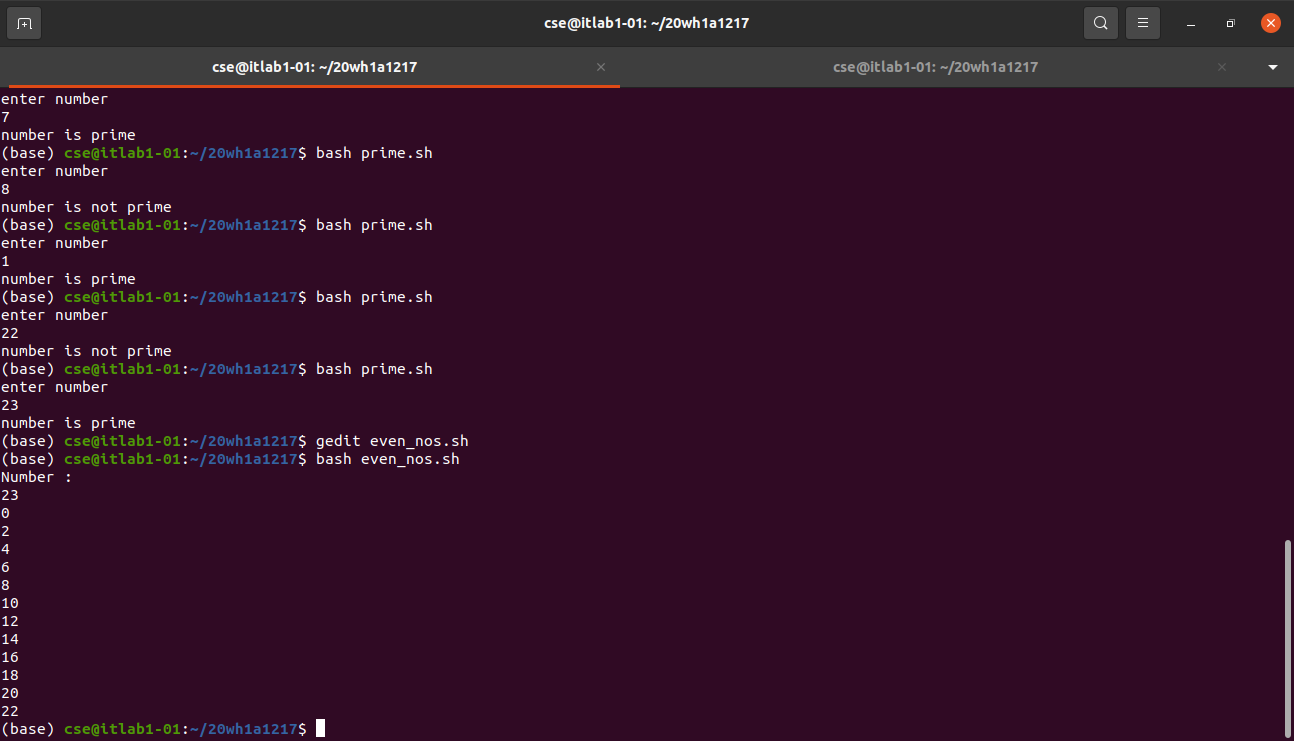 cse@itlab1-01: ~/20wh1a1217
cse@itlab1-01: ~/20wh1a1217
cse@itlab1-01: ~/20wh1a1217
enter number
7
number is prime
(base) cse@itlab1-01:~/20wh1a1217$ bash prime.sh
enter number
8
number is not prime
(base) cse@itlab1-01:~/20wh1a1217$ bash prime.sh
enter number
1
number is prime
(base) cse@itlab1-01:~/20wh1a1217$ bash prime.sh
enter number
22
number is not prime
(base) cse@itlab1-01:~/20wh1a1217$ bash prime.sh
enter number
23
number is prime
(base) cse@itlab1-01:~/20wh1a1217$ gedit even_nos.sh
(base) cse@itlab1-01:~/20wh1a1217$ bash even_nos.sh
Number :
23
0
2
4
6
8
10
12
14
16
18
20
22
(base) cse@itlab1-01:~/20wh1a1217$